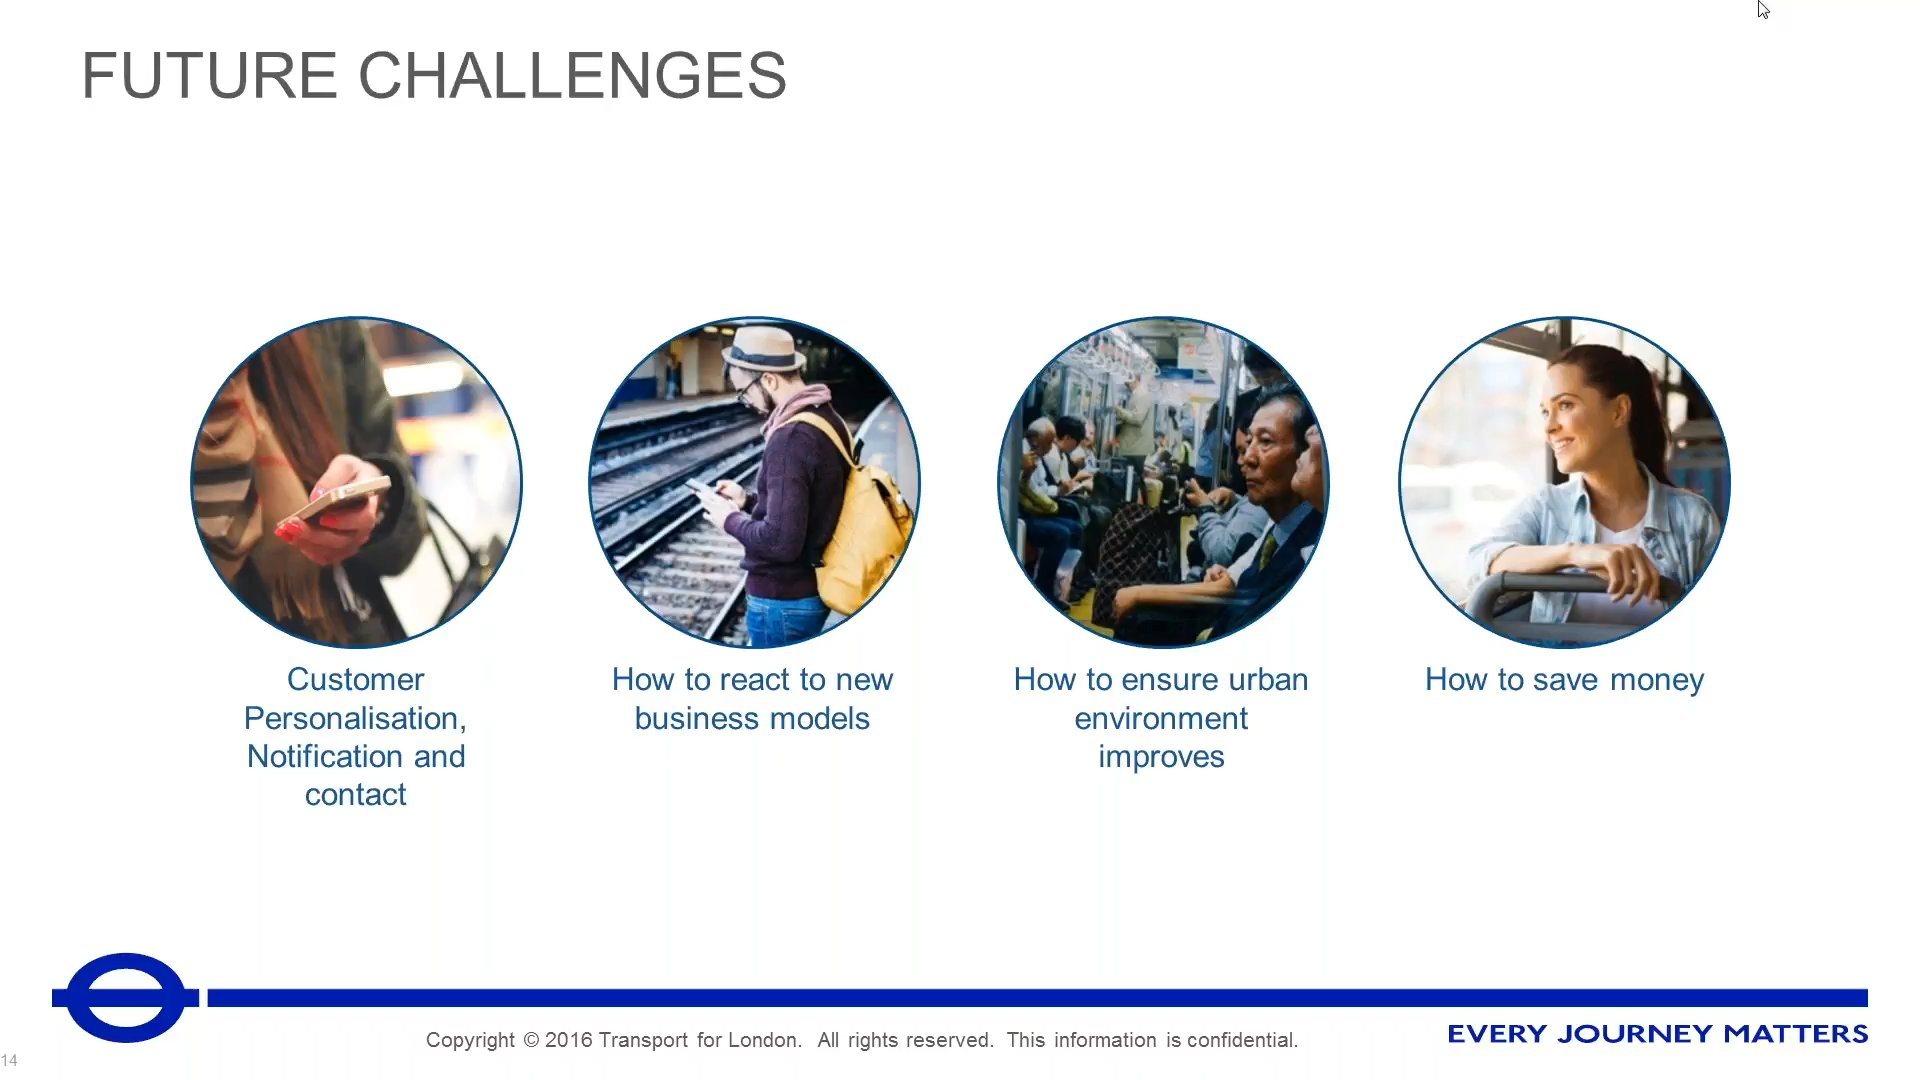 FUTURE CHALLENGES
Customer
Personalisation,
Notification and
contact
How to react to new
business models
How to ensure urban
environment
improves
How to save money
Copyright © 2016 Transport for London. All rights reserved. This information is confidential.
EVERY JOURNEY MATTERS
14